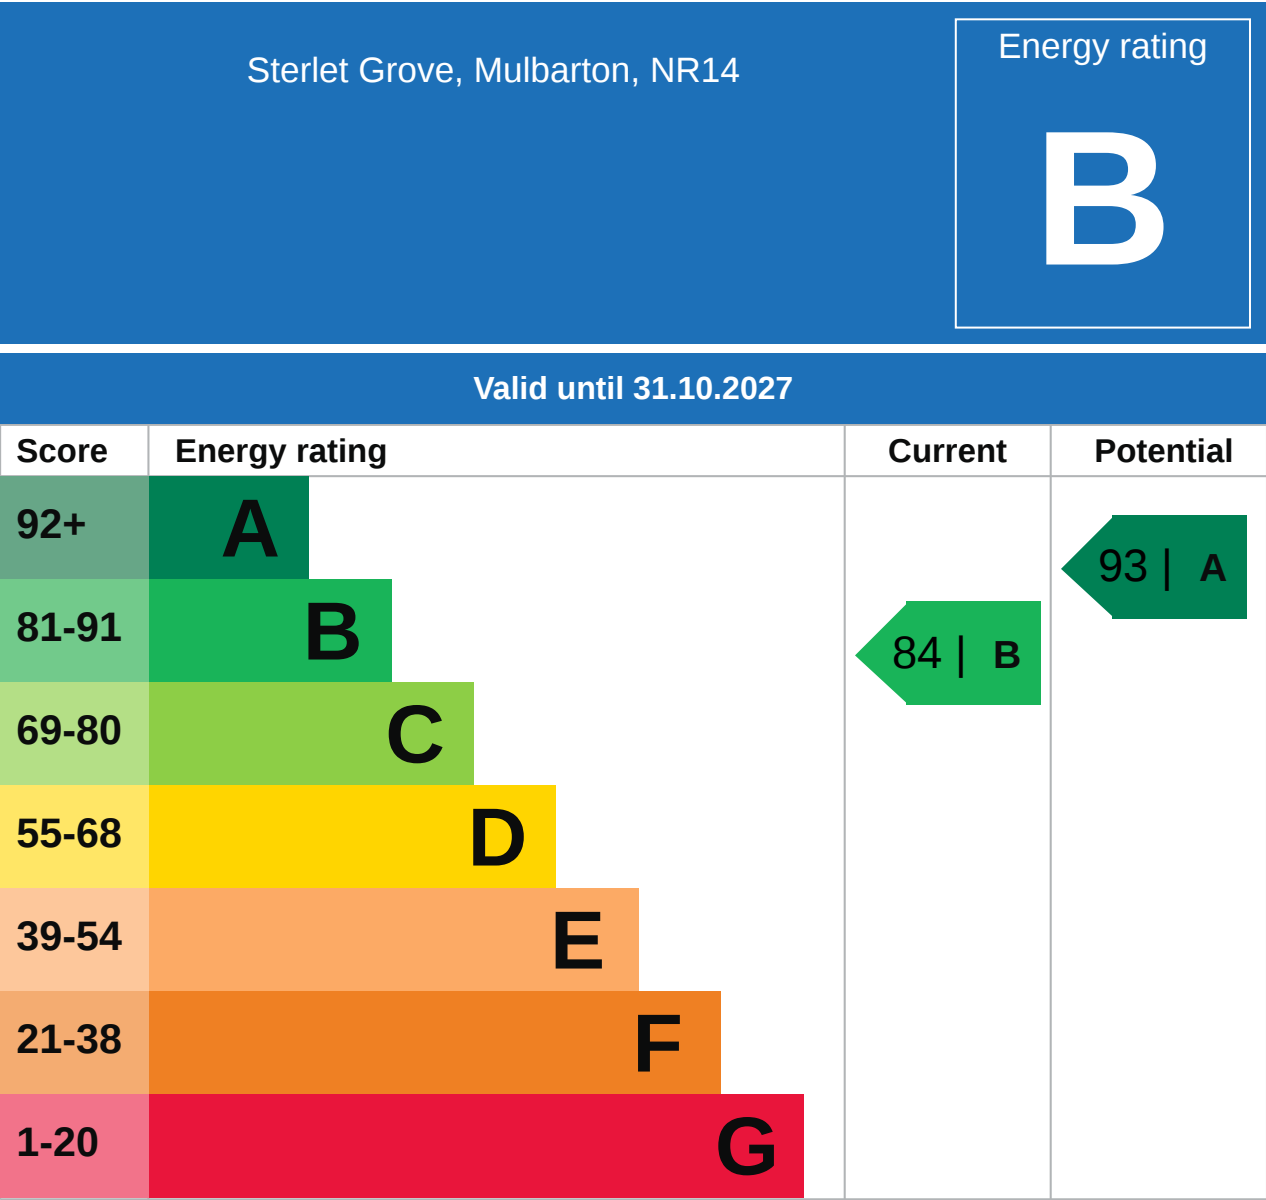 Sterlet Grove, Mulbarton, NR14
Energy rating
B
Valid until 31.10.2027
Score Energy rating Current Potential
92+ A
93 | A
81-91 B
84 | B
69-80 C
55-68 D
39-54 E
21-38 F
1-20 G